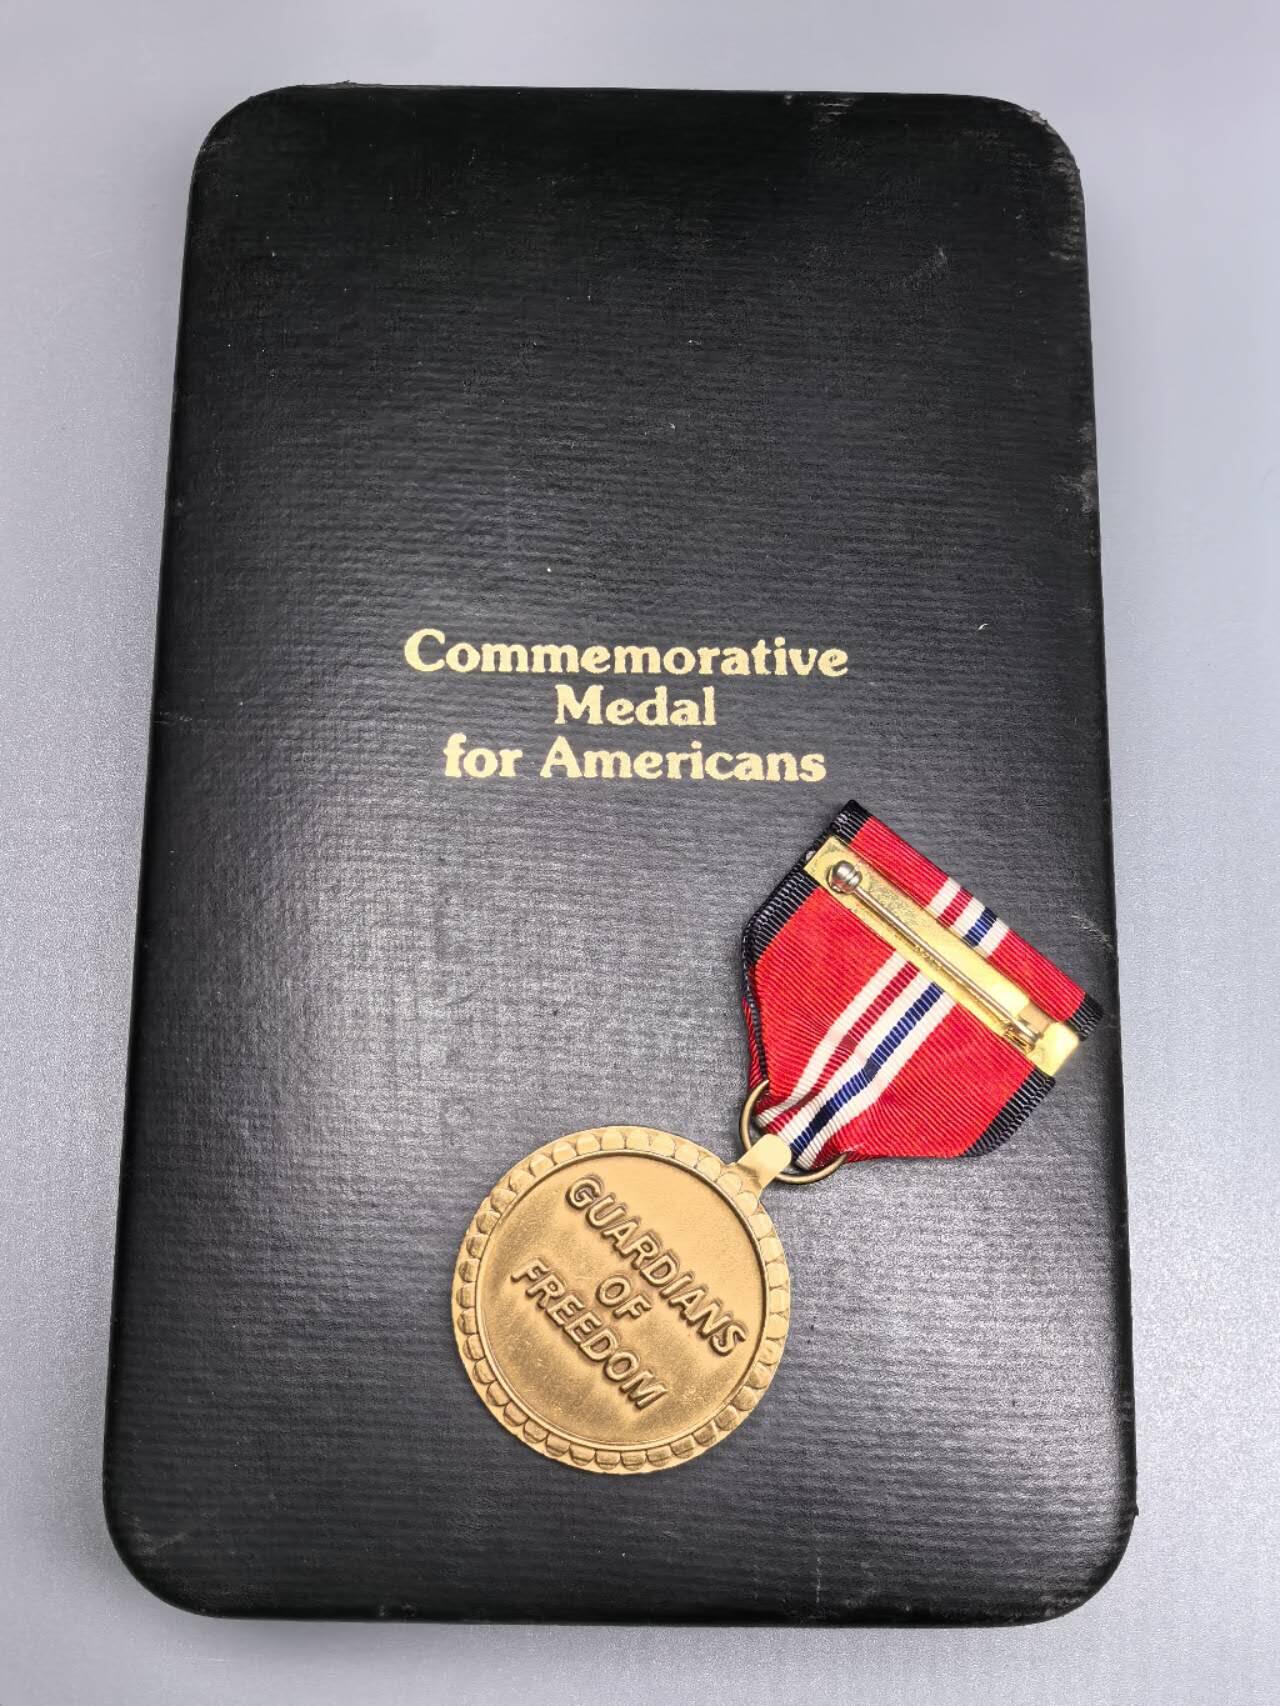 Commemorative
Medal
for Americans
GUARDIANS
OF
FREEDOM